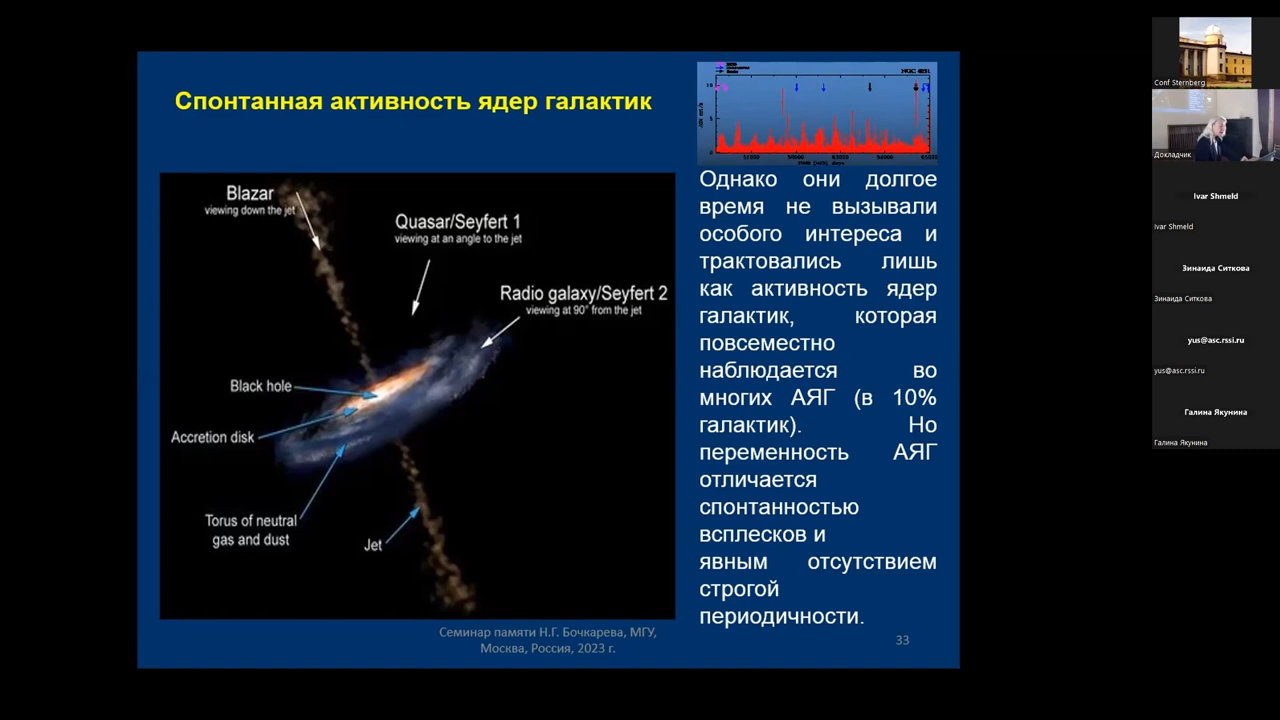 Спонтанная активность ядер галактик
Blazar
viewing down the jet
Quasar/Seyfert 1
viewing at an angle to the jet
Radio galaxy/Seyfert 2
viewing at 90° from the jet
Black hole
Accretion disk
Torus of neutral
gas and dust
Jet
10
5
0
Однако они долгое
время не вызывали
особого интереса и
трактовались лишь
как активность ядер
галактик, которая
повсеместно
наблюдается во
многих АЯГ (в 10%
галактик). Но
переменность АЯГ
отличается
спонтанностью
всплесков и
явным отсутствием
строгой
периодичности.
Семинар памяти Н.Г. Бочкарева, МГУ,
Москва, Россия, 2023 г.
33
Conf Sternberg
Докладчик
Ivar Shmeld
Ivar Shmeld
Зинаида Ситкова
Зинаида Ситкова
yus@asc.rssi.ru
yus@asc.rssi.ru
Галина Якунина
Галина Якунина